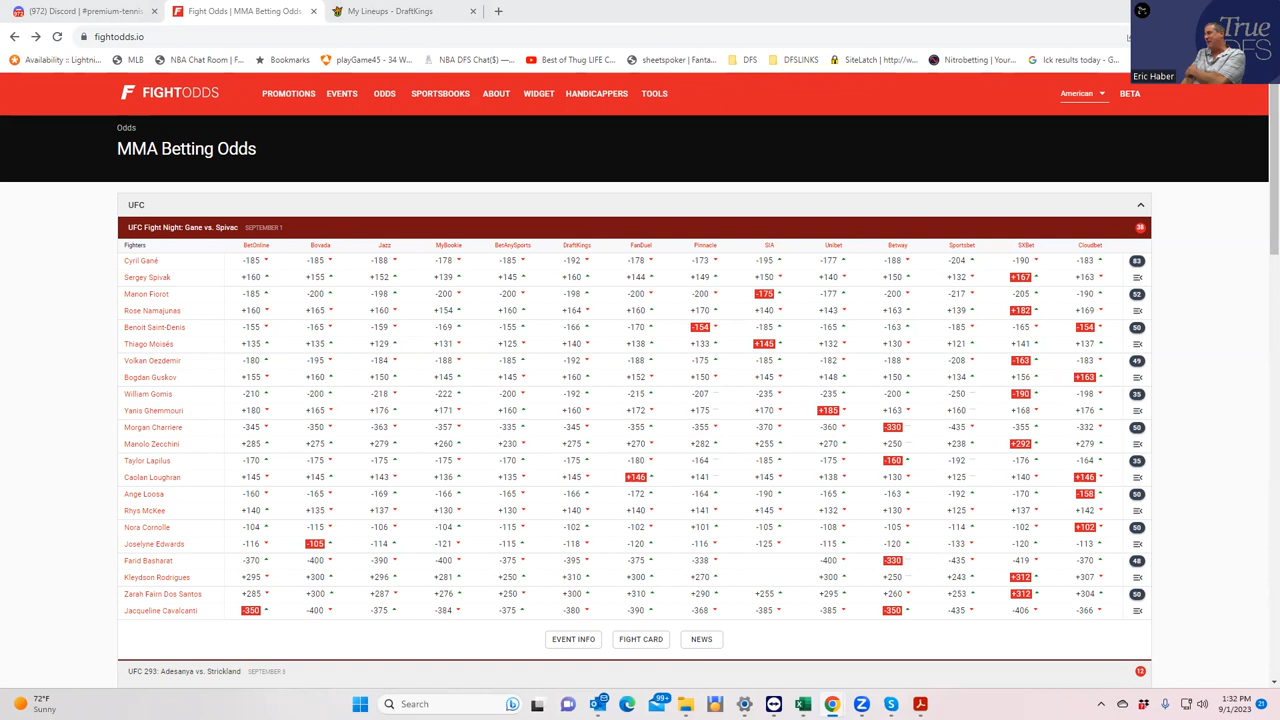 (972) Discord | #premium-tennis
Fight Odds | MMA Betting Odds
My Lineups - DraftKings
fightodds.io
Availability :: Lightni...
MLB
NBA Chat Room | F...
Bookmarks
playGame45 - 34 W...
NBA DFS Chat($) —...
Best of Thug LIFE C...
sheetspoker | Fanta...
DFS
DFSLINKS
SiteLatch | http://w...
Nitrobetting | Your...
Ick results today - G...
True
DFS
Eric Haber
FIGHTODDS
PROMOTIONS
EVENTS
ODDS
SPORTSBOOKS
ABOUT
WIDGET
HANDICAPPERS
TOOLS
American
BETA
Odds
MMA Betting Odds
UFC
UFC Fight Night: Gane vs. Spivac SEPTEMBER 1 38
Fighters BetOnline Bovada Jazz MyBookie BetAnySports DraftKings FanDuel Pinnacle SIA Unibet Betway Sportsbet SXBet Cloudbet
Cyril Gané -185 -185 -188 -178 -185 -192 -178 -173 -195 -177 -188 -204 -190 -183 83
Sergey Spivak +160 +155 +152 +139 +145 +160 +144 +149 +150 +140 +150 +132 +167 +163
Manon Fiorot -185 -200 -198 -200 -200 -198 -200 -200 -175 -177 -200 -217 -205 -190 52
Rose Namajunas +160 +160 +160 +154 +160 +164 +160 +170 +140 +143 +163 +139 +182 +169
Benoit Saint-Denis -155 -165 -159 -169 -155 -166 -170 -154 -185 -165 -163 -185 -165 -154 50
Thiago Moisés +135 +135 +129 +131 +125 +140 +138 +133 +145 +132 +130 +121 +141 +137
Volkan Oezdemir -180 -195 -184 -188 -185 -192 -188 -175 -185 -182 -188 -208 -163 -183 49
Bogdan Guskov +155 +160 +150 +145 +145 +160 +152 +150 +145 +148 +150 +134 +156 +163
William Gomis -210 -200 -218 -222 -200 -192 -215 -207 -235 -235 -200 -250 -190 -198 35
Yanis Ghemmouri +180 +165 +176 +171 +160 +160 +172 +175 +170 +185 +163 +160 +168 +176
Morgan Charriere -345 -350 -363 -357 -335 -345 -355 -355 -370 -360 -330 -435 -355 -332 50
Manolo Zecchini +285 +275 +279 +260 +230 +275 +270 +282 +255 +270 +250 +238 +292 +279
Taylor Lapilus -170 -175 -175 -175 -170 -175 -180 -164 -185 -175 -160 -192 -176 -164 35
Caolan Loughran +145 +145 +143 +136 +135 +145 +146 +141 +145 +138 +130 +125 +140 +146
Ange Loosa -160 -165 -169 -166 -165 -166 -172 -164 -190 -165 -163 -192 -170 -158 50
Rhys McKee +140 +135 +137 +130 +130 +140 +140 +141 +145 +132 +130 +125 +137 +142
Nora Cornolle -104 -115 -106 -104 -115 -102 -102 +101 -105 -108 -105 -114 -102 +102 50
Joselyne Edwards -116 -105 -114 -121 -115 -118 -120 -116 -125 -115 -120 -133 -120 -113
Farid Basharat -370 -400 -390 -400 -375 -395 -375 -338 -400 -330 -435 -419 -370 48
Kleydson Rodrigues +295 +300 +296 +281 +250 +310 +300 +270 +300 +250 +243 +312 +307
Zarah Fairn Dos Santos +285 +300 +287 +276 +250 +300 +310 +290 +255 +295 +260 +253 +312 +304 50
Jacqueline Cavalcanti -350 -400 -375 -384 -375 -380 -390 -368 -385 -385 -350 -435 -406 -366
EVENT INFO
FIGHT CARD
NEWS
UFC 293: Adesanya vs. Strickland SEPTEMBER 8 12
72°F
Sunny
Search
99+
1:32 PM
9/1/2023
21